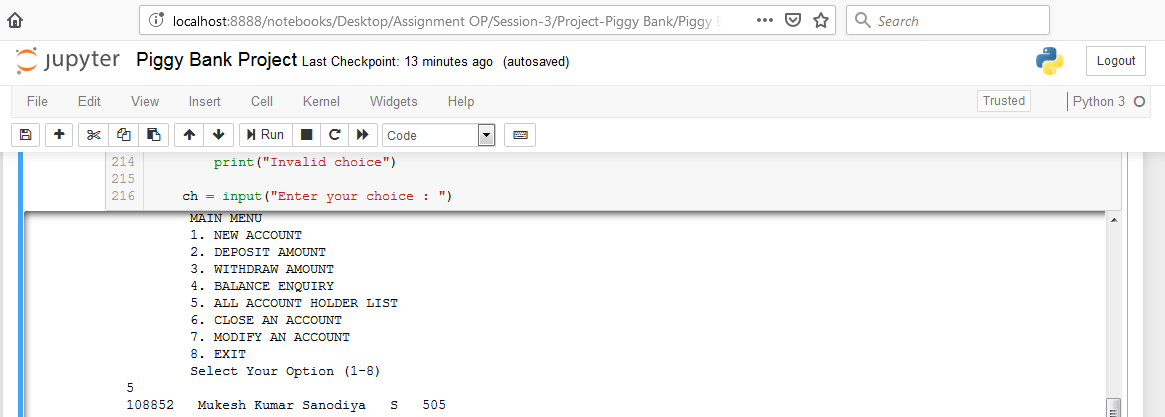 localhost:8888/notebooks/Desktop/Assignment OP/Session-3/Project-Piggy Bank/Piggy
Search
jupyter Piggy Bank Project Last Checkpoint: 13 minutes ago (autosaved)
Logout
File Edit View Insert Cell Kernel Widgets Help
Trusted
Python 3
Run
Code
214 print("Invalid choice")
215
216 ch = input("Enter your choice : ")
MAIN MENU
1. NEW ACCOUNT
2. DEPOSIT AMOUNT
3. WITHDRAW AMOUNT
4. BALANCE ENQUIRY
5. ALL ACCOUNT HOLDER LIST
6. CLOSE AN ACCOUNT
7. MODIFY AN ACCOUNT
8. EXIT
Select Your Option (1-8)
5
108852 Mukesh Kumar Sanodiya S 505